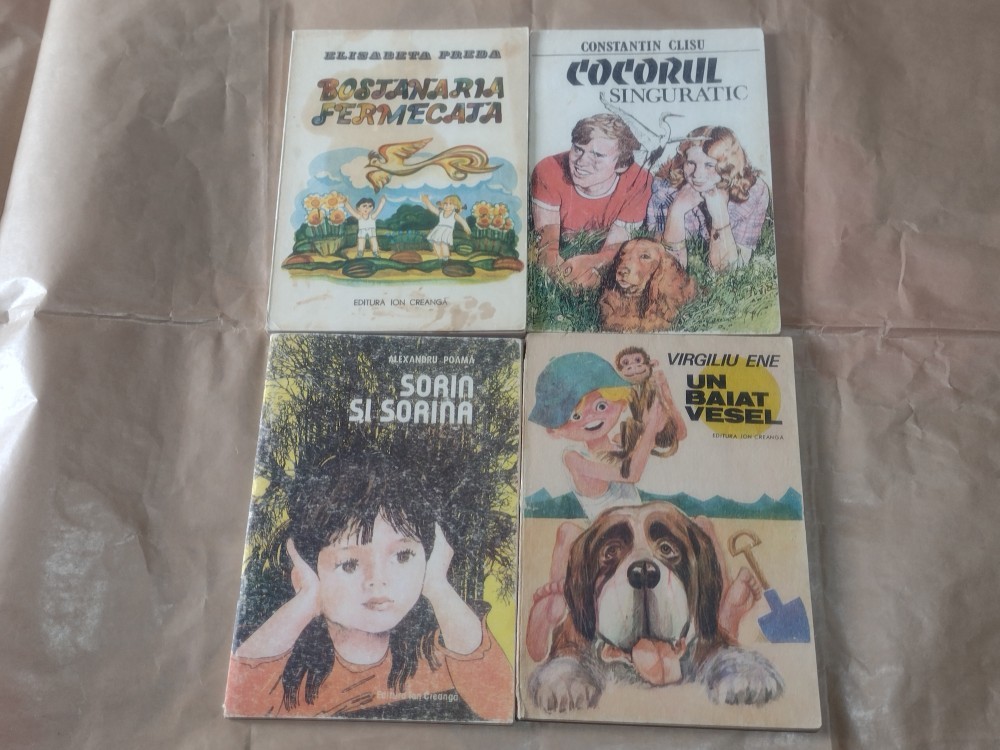 ELISABETA PREDA
BOSTANARIA
FERMECATA
EDITURA ION CREANGĂ
CONSTANTIN CLISU
COCORUL
SINGURATIC
ALEXANDRU POAMĂ
SORIN
SI SORINA
Editura Ion Creangă
VIRGILIU ENE
UN
BAIAT
VESEL
EDITURA ION CREANGĂ